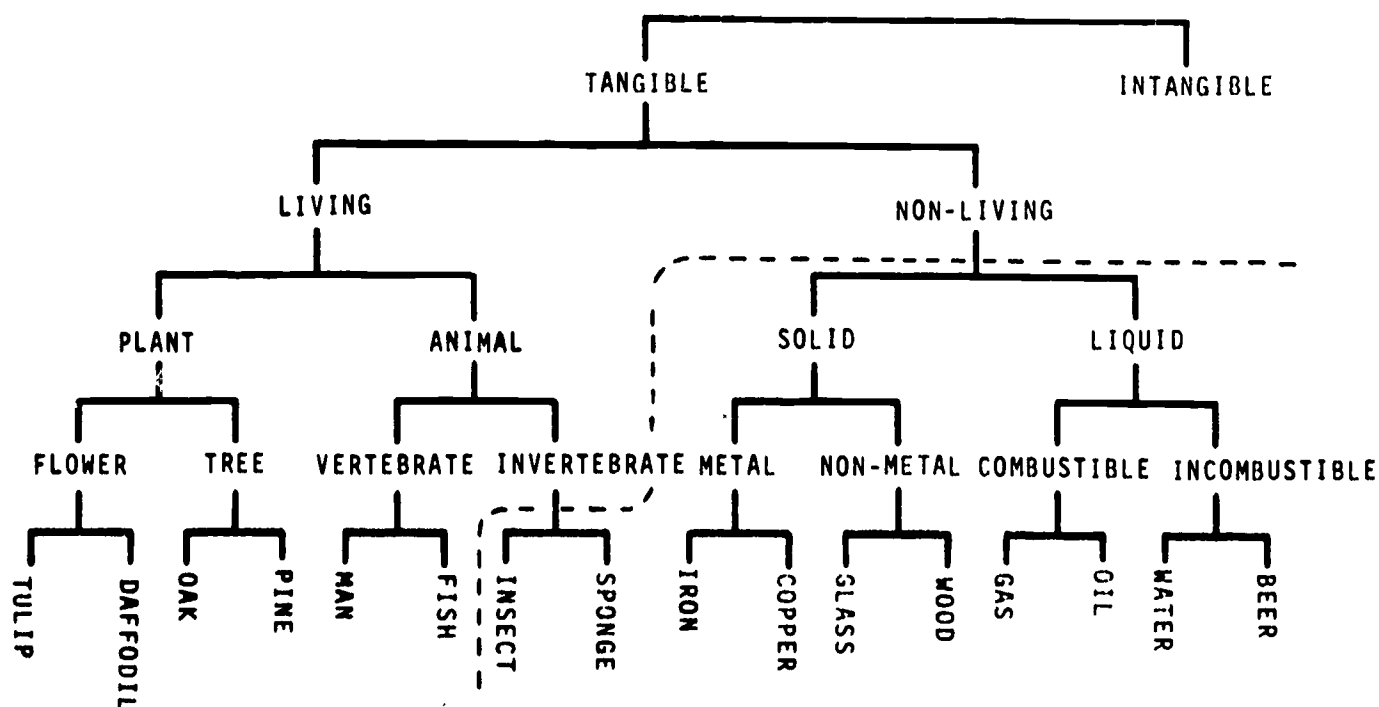 TANGIBLE INTANGIBLE
LIVING NON-LIVING
PLANT ANIMAL SOLID LIQUID
FLOWER TREE VERTEBRATE INVERTEBRATE METAL NON-METAL COMBUSTIBLE INCOMBUSTIBLE
TULIP DAFFODIL OAK PINE MAN FISH INSECT SPONGE IRON COPPER GLASS WOOD GAS OIL WATER BEER